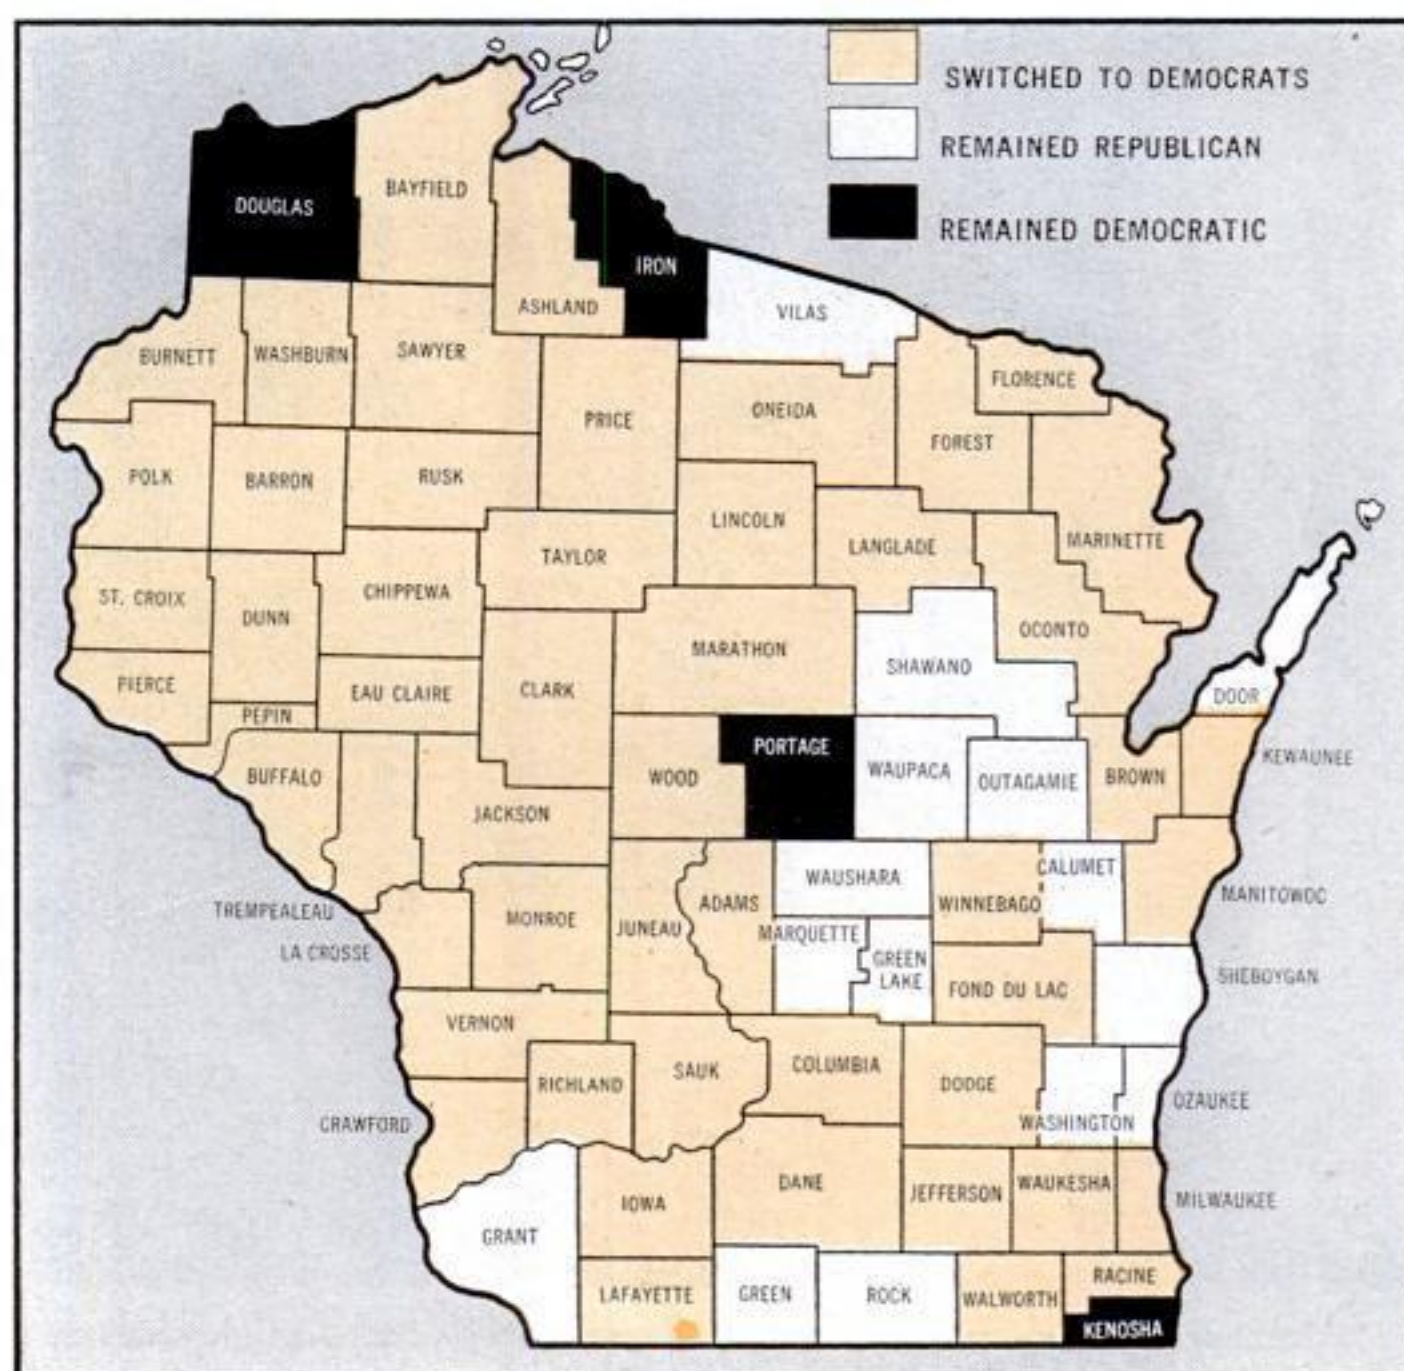 SWITCHED TO DEMOCRATS
REMAINED REPUBLICAN
REMAINED DEMOCRATIC
DOUGLAS
BAYFIELD
IRON
ASHLAND
VILAS
BURNETT
WASHBURN
SAWYER
FLORENCE
PRICE
ONEIDA
FOREST
POLK
BARRON
RUSK
LINCOLN
LANGLADE
MARINETTE
TAYLOR
ST. CROIX
CHIPPEWA
DUNN
OCONTO
MARATHON
SHAWANO
PIERCE
EAU CLAIRE
CLARK
DOOR
PEPIN
PORTAGE
KEWAUNEE
BUFFALO
WOOD
WAUPACA
OUTAGAMIE
BROWN
JACKSON
CALUMET
WAUSHARA
MANITOWOC
TREMPEALEAU
ADAMS
WINNEBAGO
MONROE
JUNEAU
MARQUETTE
LA CROSSE
GREEN
LAKE
SHEBOYGAN
FOND DU LAC
VERNON
SAUK
COLUMBIA
RICHLAND
DODGE
OZAUKEE
CRAWFORD
WASHINGTON
DANE
JEFFERSON
WAUKESHA
MILWAUKEE
IOWA
GRANT
RACINE
LAFAYETTE
GREEN
ROCK
WALWORTH
KENOSHA